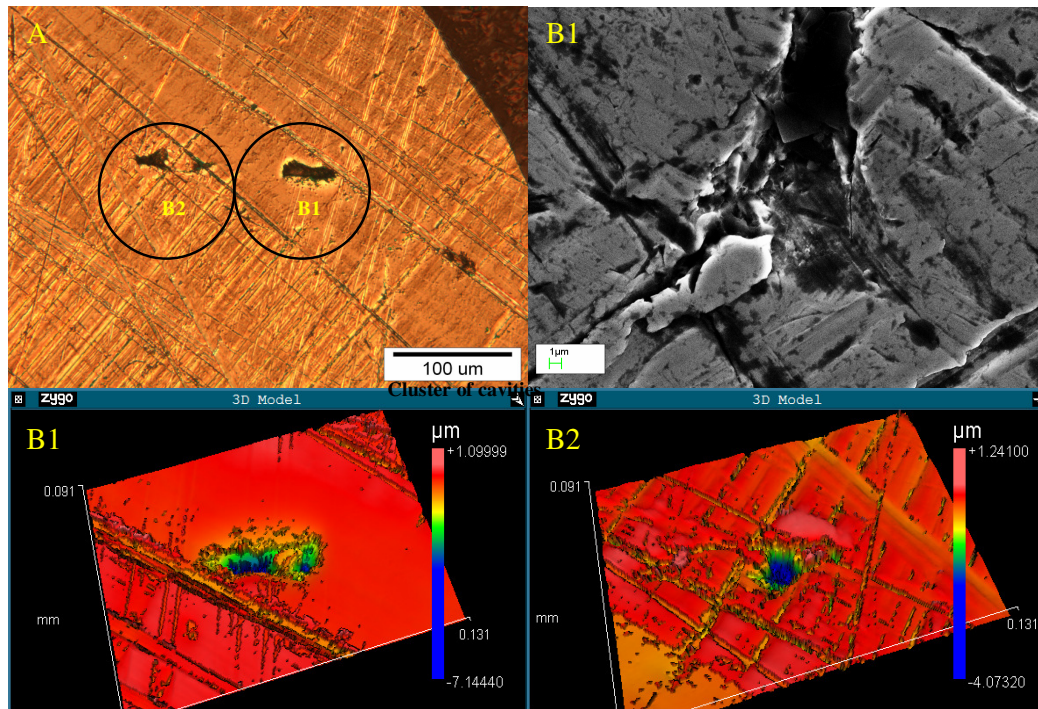 A
B2
B1
100 um
B1
1µm
Cluster of cavities
zygo
3D Model
B1
µm
+1.09999
0.091
mm
0.131
-7.14440
zygo
3D Model
B2
µm
+1.24100
0.091
mm
0.131
-4.07320